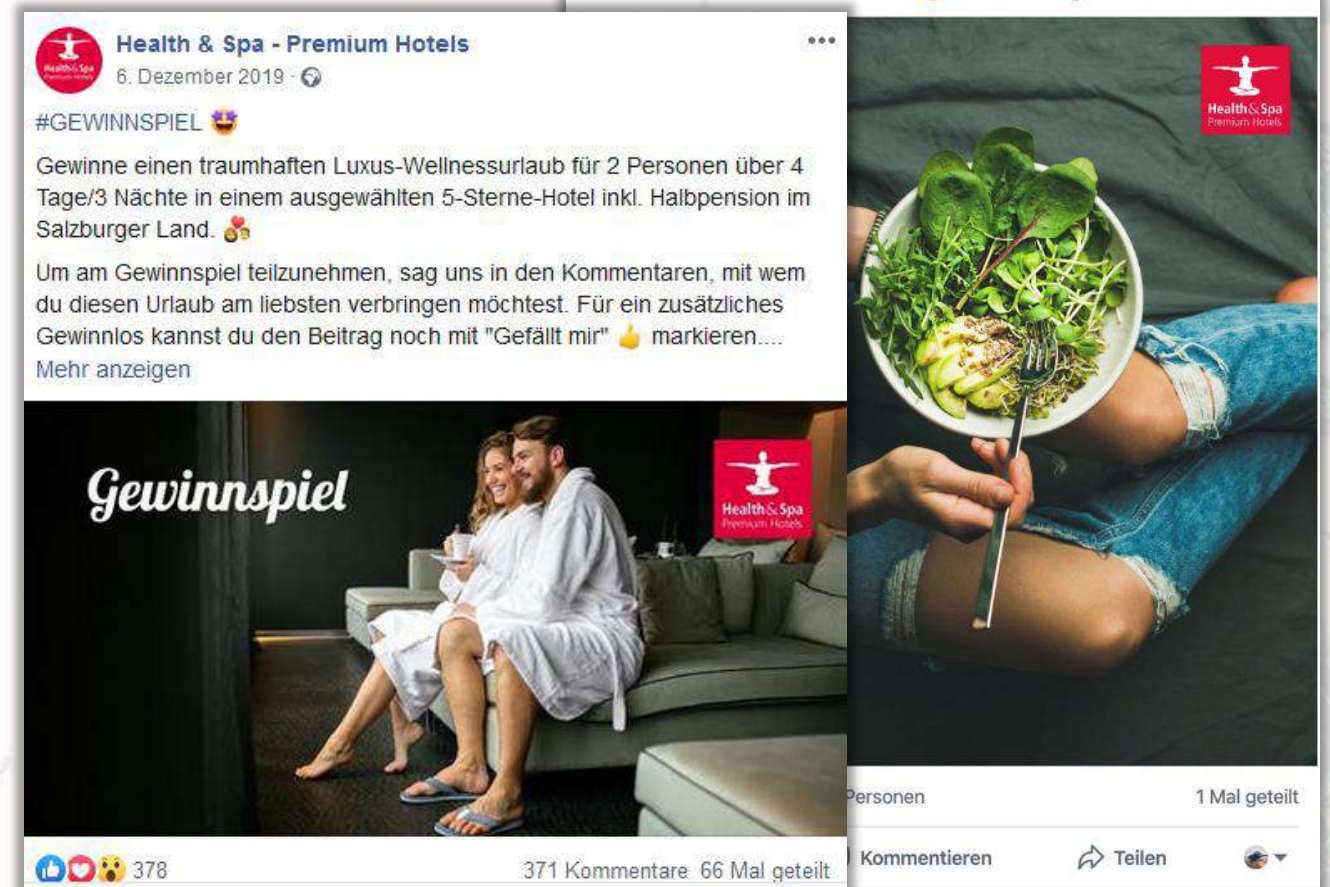 Health & Spa - Premium Hotels
6. Dezember 2019
#GEWINNSPIEL
Gewinne einen traumhaften Luxus-Wellnessurlaub für 2 Personen über 4
Tage/3 Nächte in einem ausgewählten 5-Sterne-Hotel inkl. Halbpension im
Salzburger Land.
Um am Gewinnspiel teilzunehmen, sag uns in den Kommentaren, mit wem
du diesen Urlaub am liebsten verbringen möchtest. Für ein zusätzliches
Gewinnlos kannst du den Beitrag noch mit "Gefällt mir" 👍 markieren....
Mehr anzeigen
Gewinnspiel
Health & Spa
Premium Hotels
378
371 Kommentare 66 Mal geteilt
Health & Spa
Premium Hotels
Personen
1 Mal geteilt
Kommentieren
Teilen